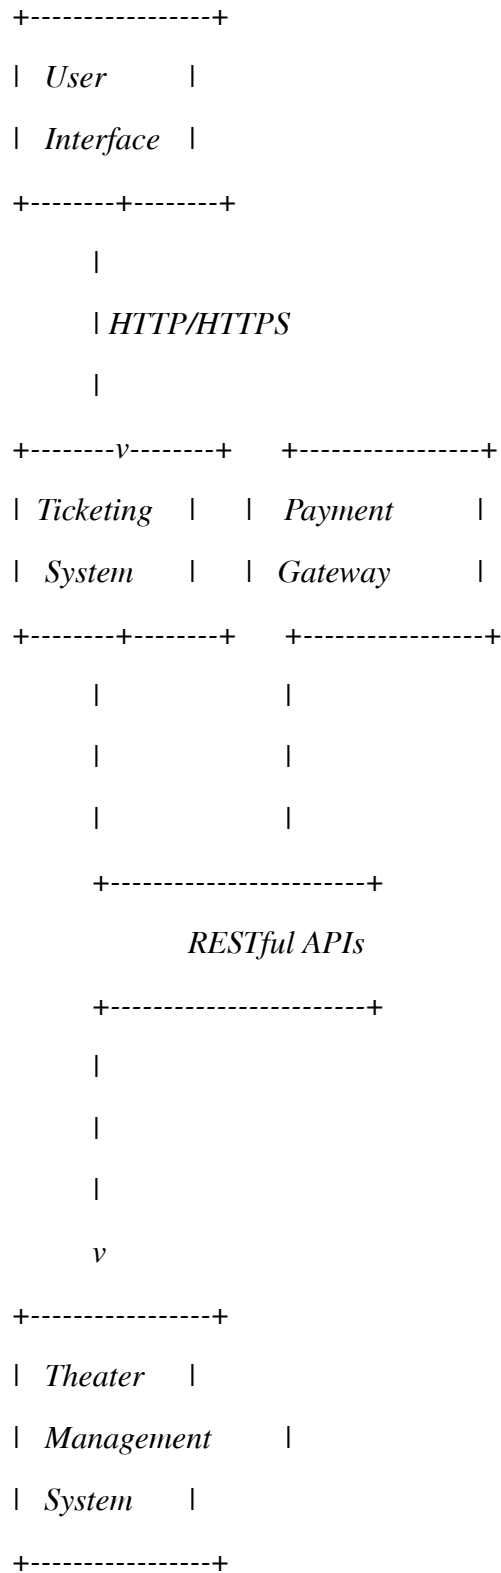 +-----------------+
| User |
| Interface |
+--------+--------+
|
| HTTP/HTTPS
|
+--------v--------+ +-----------------+
| Ticketing | | Payment |
| System | | Gateway |
+--------+--------+ +-----------------+
| |
| |
| |
+------------------------+
RESTful APIs
+------------------------+
|
|
|
v
+-----------------+
| Theater |
| Management |
| System |
+-----------------+